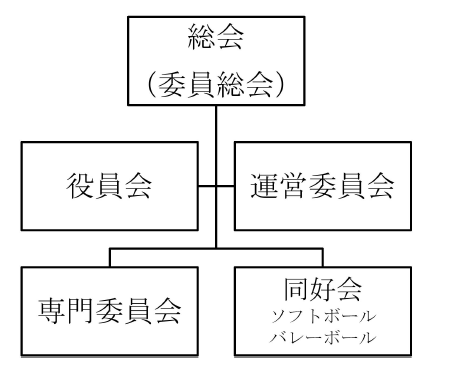 総会
（委員総会）
役員会
運営委員会
専門委員会
同好会
ソフトボール
バレーボール